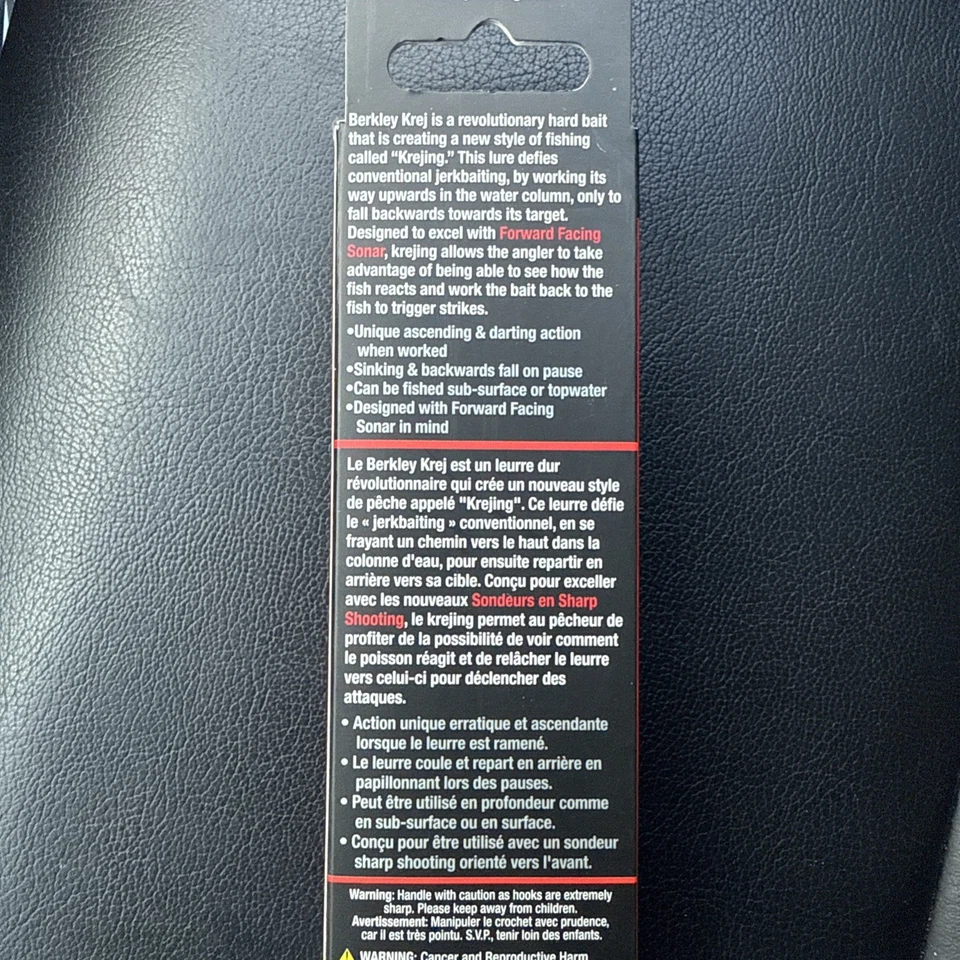 Berkley Krej is a revolutionary hard bait
that is creating a new style of fishing
called “Krejing.” This lure defies
conventional jerkbaiting, by working its
way upwards in the water column, only to
fall backwards towards its target.
Designed to excel with Forward Facing
Sonar, krejing allows the angler to take
advantage of being able to see how the
fish reacts and work the bait back to the
fish to trigger strikes.
•Unique ascending & darting action
when worked
•Sinking & backwards fall on pause
•Can be fished sub-surface or topwater
•Designed with Forward Facing
Sonar in mind
Le Berkley Krej est un leurre dur
révolutionnaire qui crée un nouveau style
de pêche appelé "Krejing". Ce leurre défie
le « jerkbaiting » conventionnel, en se
frayant un chemin vers le haut dans la
colonne d'eau, pour ensuite repartir en
arrière vers sa cible. Conçu pour exceller
avec les nouveaux Sondeurs en Sharp
Shooting, le krejing permet au pêcheur de
profiter de la possibilité de voir comment
le poisson réagit et de relâcher le leurre
vers celui-ci pour déclencher des
attaques.
• Action unique erratique et ascendante
lorsque le leurre est ramené.
• Le leurre coule et repart en arrière en
papillonnant lors des pauses.
• Peut être utilisé en profondeur comme
en sub-surface ou en surface.
• Conçu pour être utilisé avec un sondeur
sharp shooting orienté vers l'avant.
Warning: Handle with caution as hooks are extremely
sharp. Please keep away from children.
Avertissement: Manipuler le crochet avec prudence,
car il est très pointu. S.V.P., tenir loin des enfants.
WARNING: Cancer and Reproductive Harm